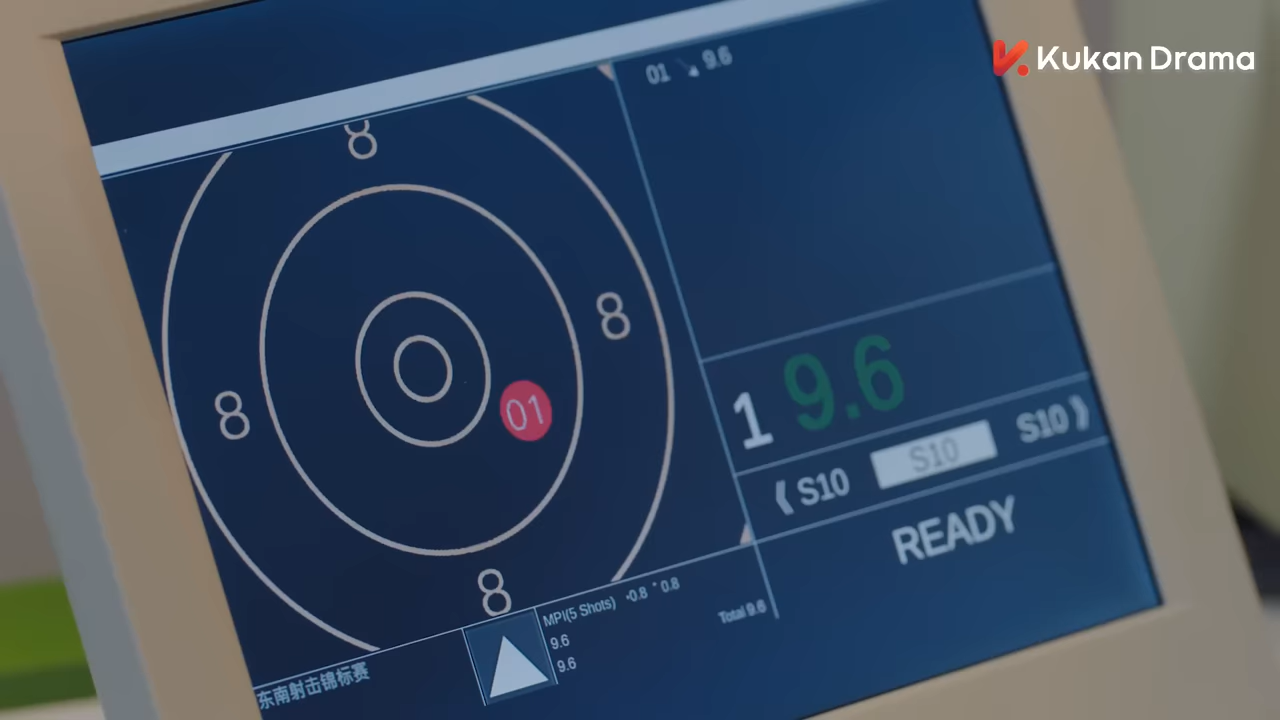 Kukan Drama
01 9.6
8
8
8
01
8
1 9.6
S10 S10 S10
READY
MPI(5 Shots) -0.8 0.8
9.6
9.6
Total 9.6
东南射击锦标赛